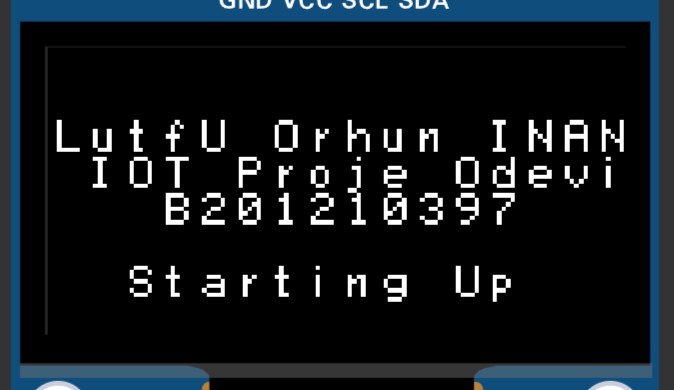 GND VCC SCL SDA
LutfU Orhun INAN
IOT Proje Odevi
B201210397
Starting Up